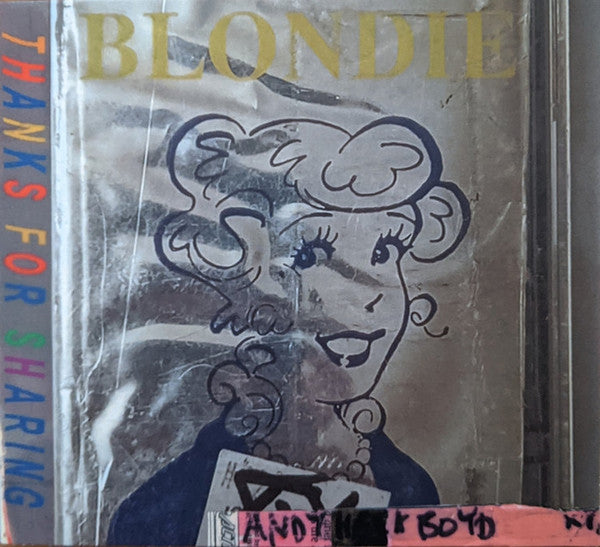 BLONDIE
THANKS FOR SHARING
ANDY
BOYD